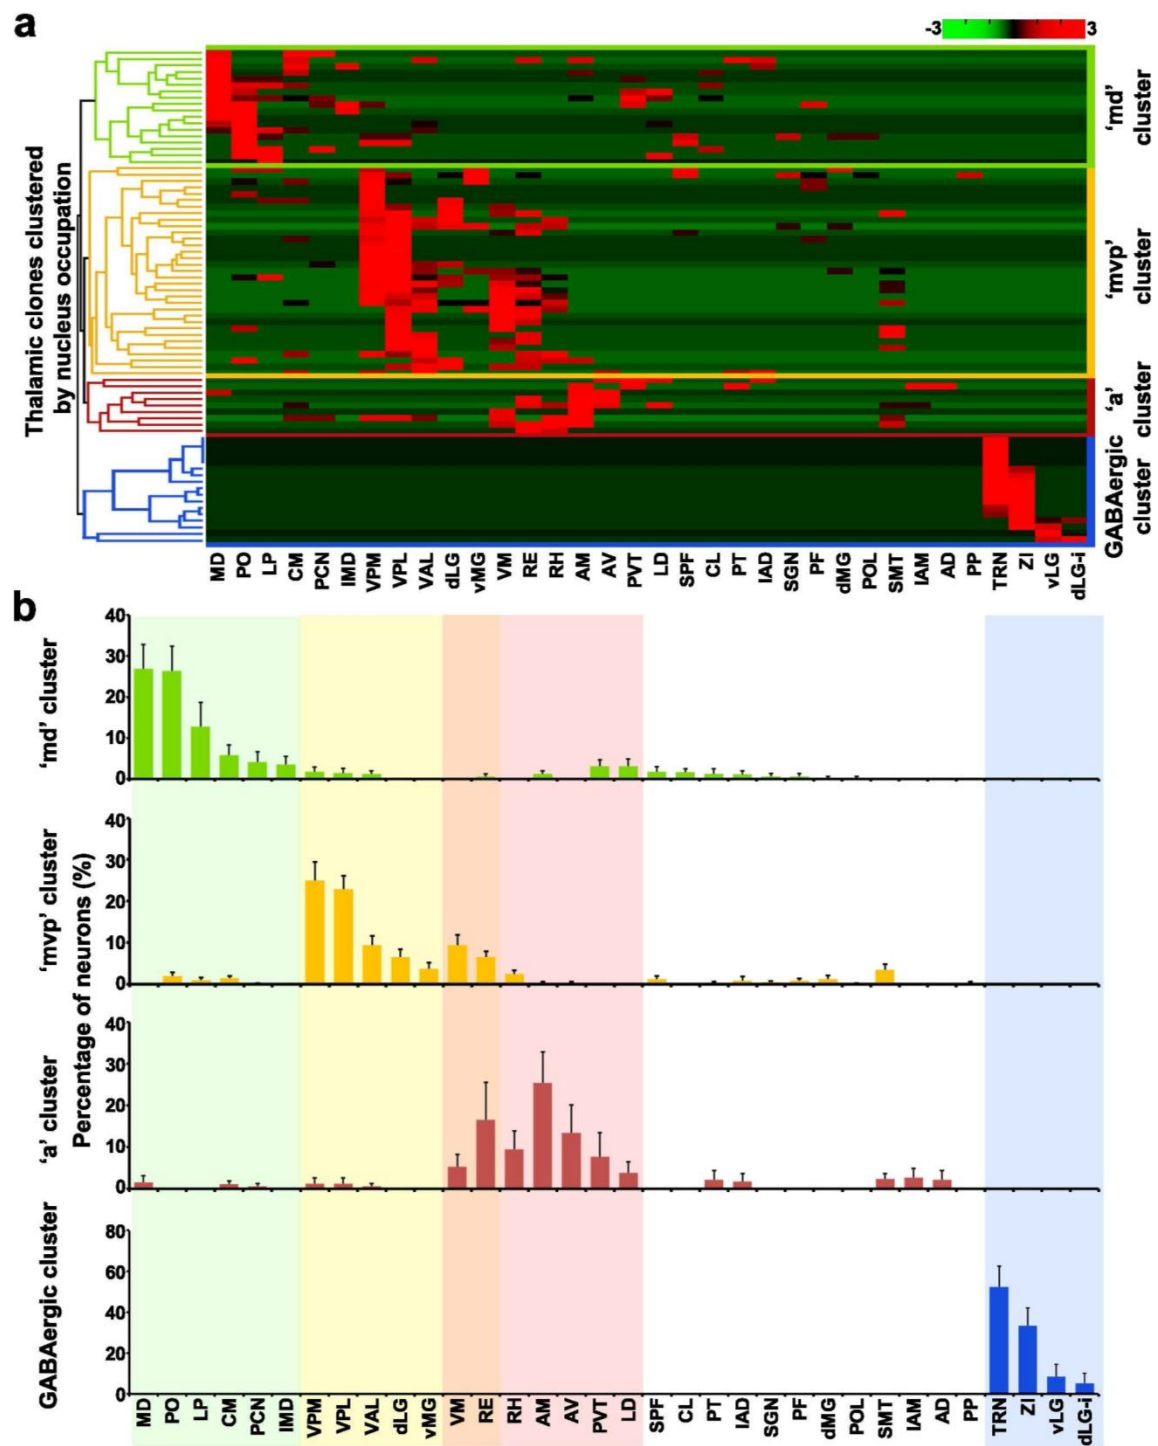 a
-3 3
Thalamic clones clustered
by nucleus occupation
'md'
cluster
'mvp'
cluster
'a'
cluster
GABAergic
cluster
MD PO LP CM PCN IMD VPM VPL VAL dLG vMG VM RE RH AM AV PVT LD SPF CL PT IAD SGN PF dMG POL SMT IAM AD PP TRN ZI vLG dLG-i
b
Percentage of neurons (%)
'md' cluster
40
30
20
10
0
'mvp' cluster
40
30
20
10
0
'a' cluster
40
30
20
10
0
GABAergic cluster
80
60
40
20
0
MD PO LP CM PCN IMD VPM VPL VAL dLG vMG VM RE RH AM AV PVT LD SPF CL PT IAD SGN PF dMG POL SMT IAM AD PP TRN ZI vLG dLG-i